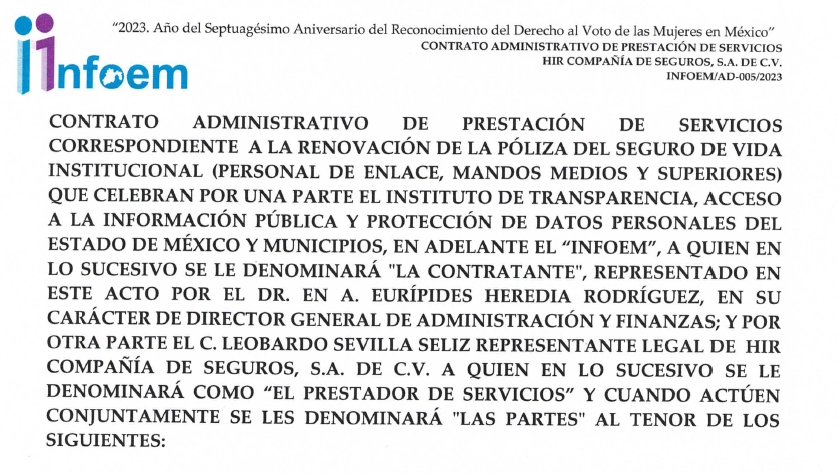 “2023. Año del Septuagésimo Aniversario del Reconocimiento del Derecho al Voto de las Mujeres en México”
CONTRATO ADMINISTRATIVO DE PRESTACIÓN DE SERVICIOS
HIR COMPAÑÍA DE SEGUROS, S.A. DE C.V.
INFOEM/AD-005/2023
infoem
CONTRATO ADMINISTRATIVO DE PRESTACIÓN DE SERVICIOS
CORRESPONDIENTE A LA RENOVACIÓN DE LA PÓLIZA DEL SEGURO DE VIDA
INSTITUCIONAL (PERSONAL DE ENLACE, MANDOS MEDIOS Y SUPERIORES)
QUE CELEBRAN POR UNA PARTE EL INSTITUTO DE TRANSPARENCIA, ACCESO
A LA INFORMACIÓN PÚBLICA Y PROTECCIÓN DE DATOS PERSONALES DEL
ESTADO DE MÉXICO Y MUNICIPIOS, EN ADELANTE EL “INFOEM”, A QUIEN EN
LO SUCESIVO SE LE DENOMINARÁ "LA CONTRATANTE", REPRESENTADO EN
ESTE ACTO POR EL DR. EN A. EURÍPIDES HEREDIA RODRÍGUEZ, EN SU
CARÁCTER DE DIRECTOR GENERAL DE ADMINISTRACIÓN Y FINANZAS; Y POR
OTRA PARTE EL C. LEOBARDO SEVILLA SELIZ REPRESENTANTE LEGAL DE HIR
COMPAÑÍA DE SEGUROS, S.A. DE C.V. A QUIEN EN LO SUCESIVO SE LE
DENOMINARÁ COMO “EL PRESTADOR DE SERVICIOS” Y CUANDO ACTÚEN
CONJUNTAMENTE SE LES DENOMINARÁ "LAS PARTES" AL TENOR DE LOS
SIGUIENTES: